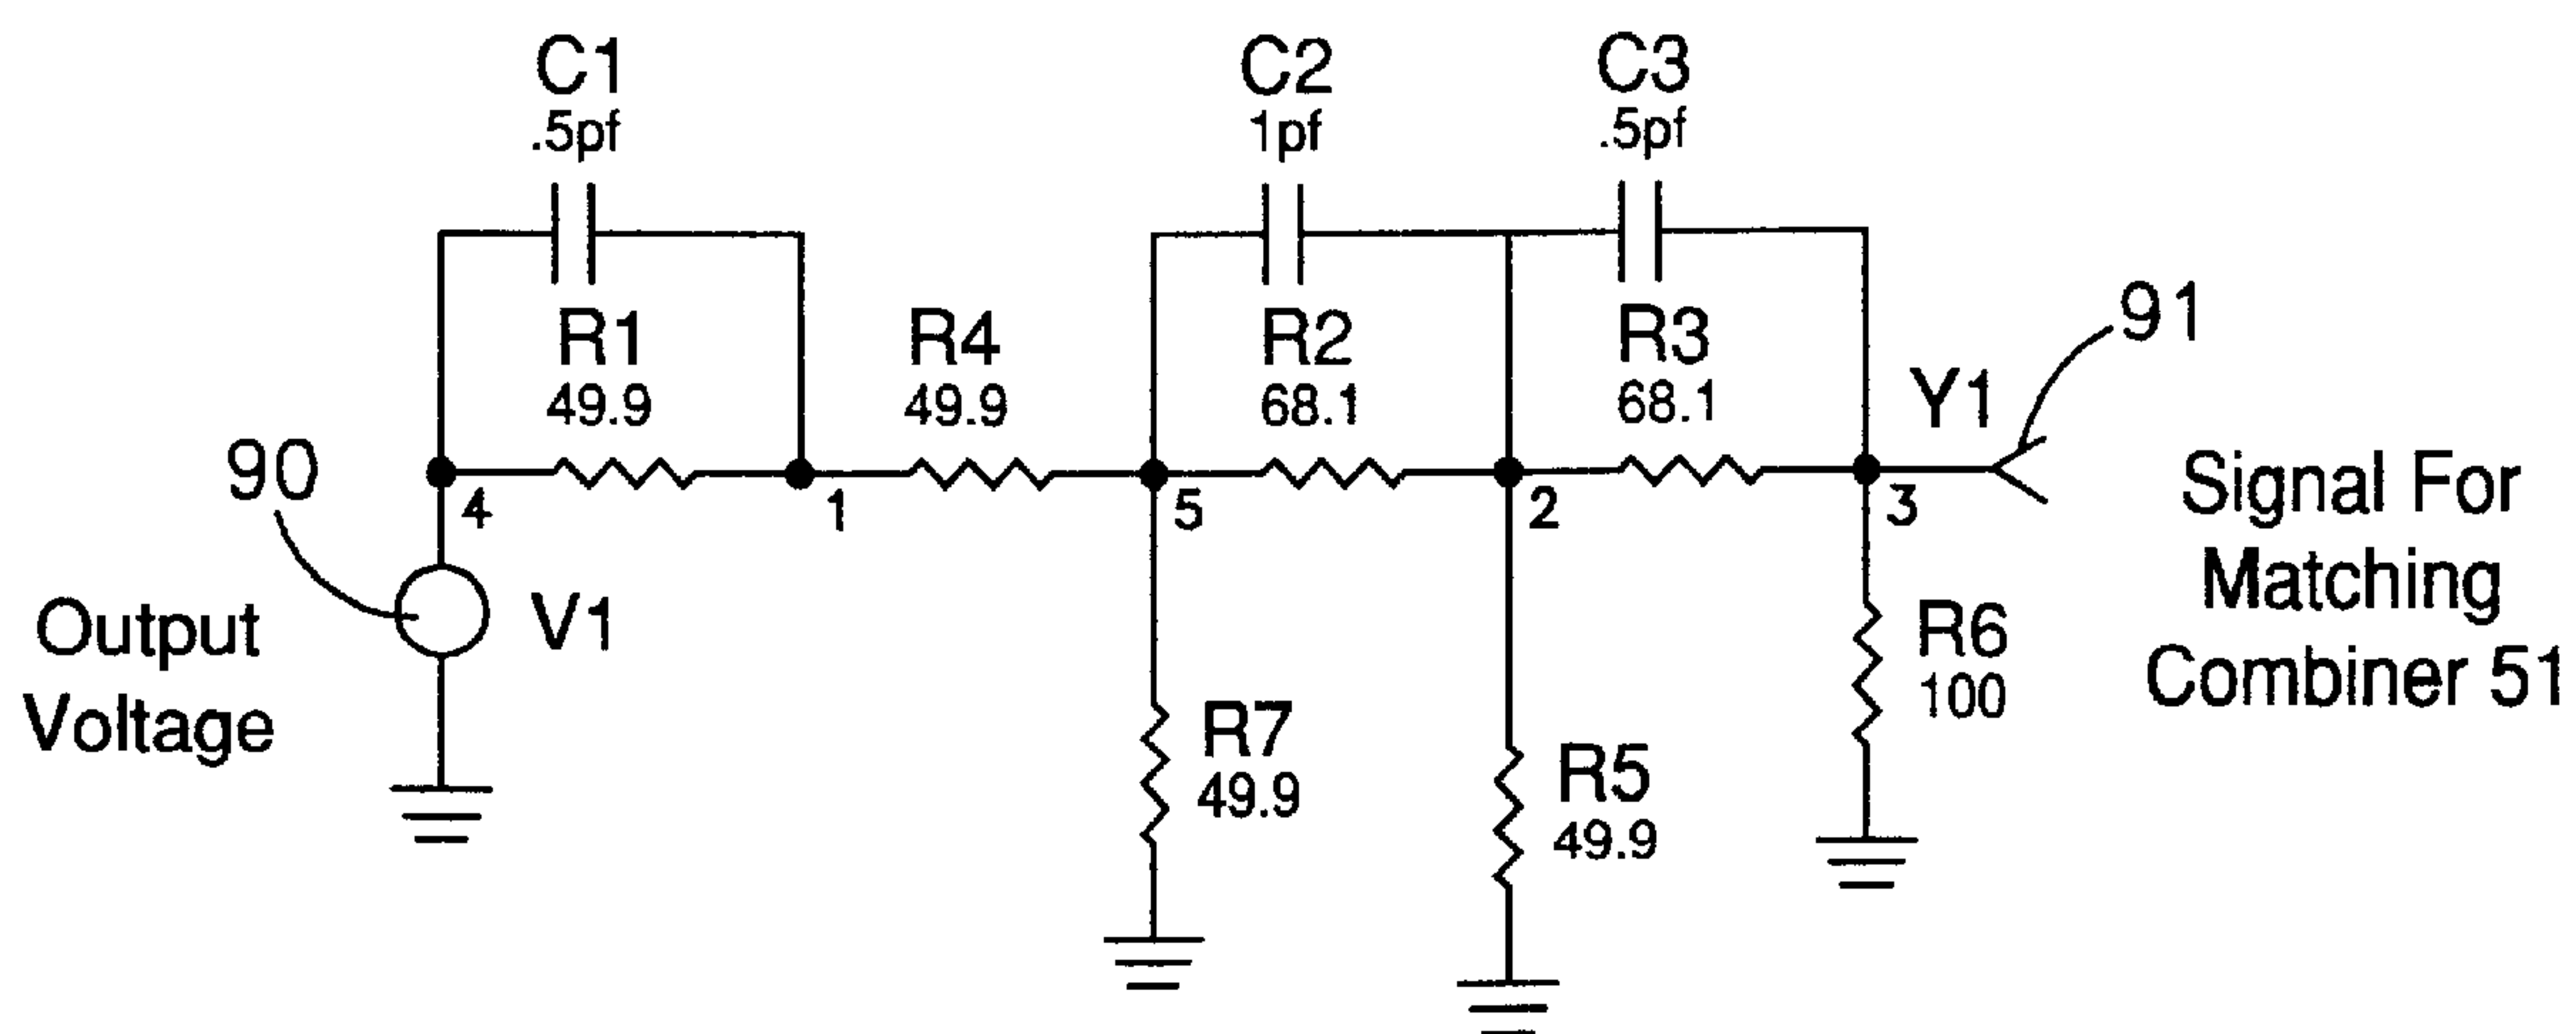 C1
.5pf
C2
1pf
C3
.5pf
R1
49.9
R4
49.9
R2
68.1
R3
68.1
91
Y1
90
4
1
5
2
3
Signal For
Matching
Combiner 51
Output
Voltage
V1
R6
100
R7
49.9
R5
49.9